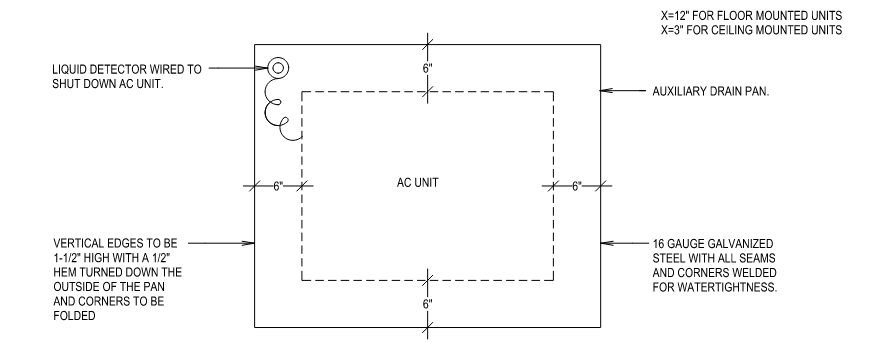 X=12" FOR FLOOR MOUNTED UNITS
X=3" FOR CEILING MOUNTED UNITS
LIQUID DETECTOR WIRED TO
SHUT DOWN AC UNIT.
6"
AUXILIARY DRAIN PAN.
6"
AC UNIT
6"
VERTICAL EDGES TO BE
1-1/2" HIGH WITH A 1/2"
HEM TURNED DOWN THE
OUTSIDE OF THE PAN
AND CORNERS TO BE
FOLDED
16 GAUGE GALVANIZED
STEEL WITH ALL SEAMS
AND CORNERS WELDED
FOR WATERTIGHTNESS.
6"